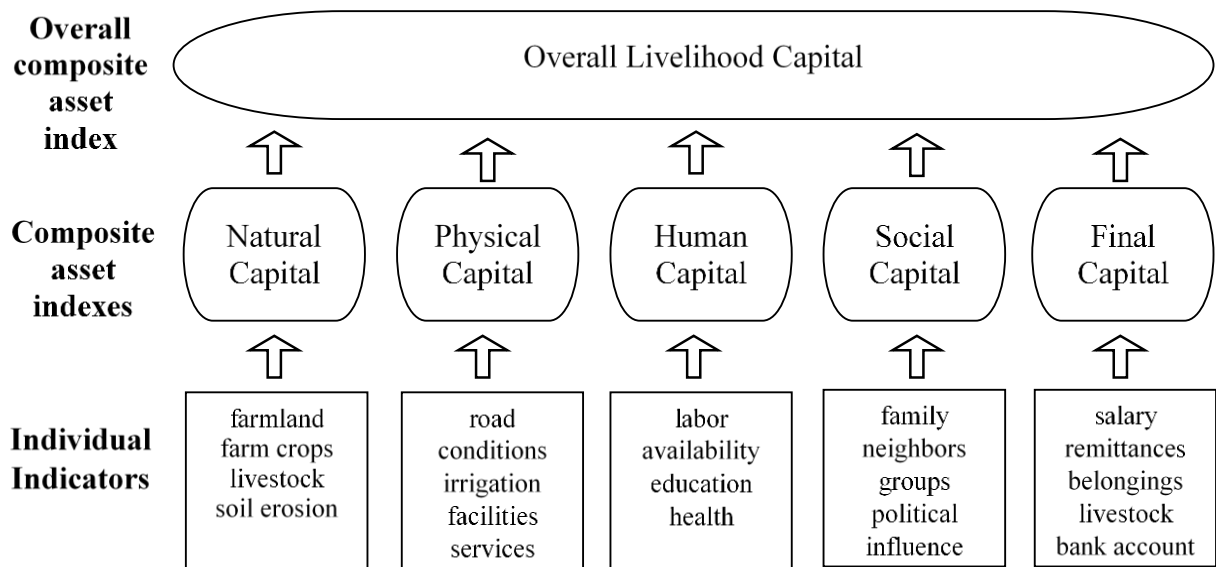 Overall
composite
asset
index
Overall Livelihood Capital
Composite
asset
indexes
Natural
Capital
Physical
Capital
Human
Capital
Social
Capital
Final
Capital
Individual
Indicators
farmland
farm crops
livestock
soil erosion
road
conditions
irrigation
facilities
services
labor
availability
education
health
family
neighbors
groups
political
influence
salary
remittances
belongings
livestock
bank account